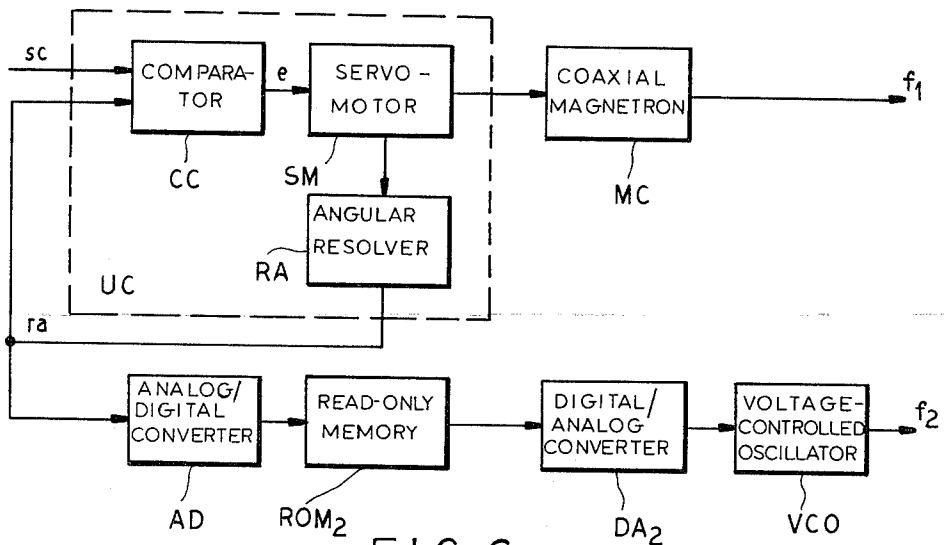 sc
COMPARA-
TOR
e
SERVO-
MOTOR
COAXIAL
MAGNETRON
f₁
CC
SM
MC
ANGULAR
RESOLVER
RA
UC
ra
ANALOG/
DIGITAL
CONVERTER
READ-ONLY
MEMORY
DIGITAL/
ANALOG
CONVERTER
VOLTAGE-
CONTROLLED
OSCILLATOR
f₂
AD
ROM₂
DA₂
VCO